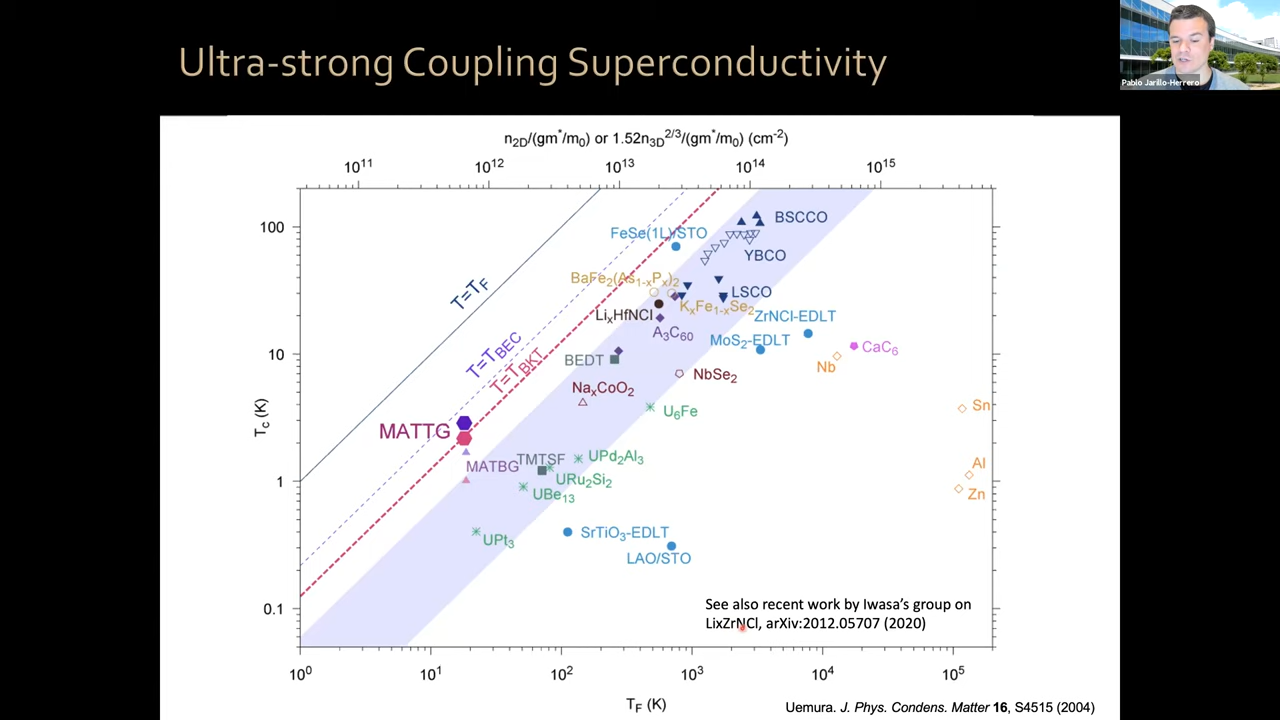 Ultra-strong Coupling Superconductivity
Pablo Jarillo-Herrero
n2D/(gm*/m0) or 1.52n3D^2/3/(gm*/m0) (cm^-2)
10^11 10^12 10^13 10^14 10^15
100
10
1
0.1
Tc (K)
T=TF
T=TBEC
T=TBKT
FeSe(1L)/STO
BSCCO
YBCO
BaFe2(As1-xPx)2
LSCO
KxFe1-xSe2
LixHfNCl
ZrNCl-EDLT
A3C60
MoS2-EDLT
CaC6
BEDT
Nb
NbSe2
NaxCoO2
U6Fe
Sn
MATTG
TMTSF
UPd2Al3
MATBG
Al
URu2Si2
UBe13
Zn
SrTiO3-EDLT
UPt3
LAO/STO
See also recent work by Iwasa's group on
LixZrNCl, arXiv:2012.05707 (2020)
10^0 10^1 10^2 10^3 10^4 10^5
TF (K)
Uemura. J. Phys. Condens. Matter 16, S4515 (2004)